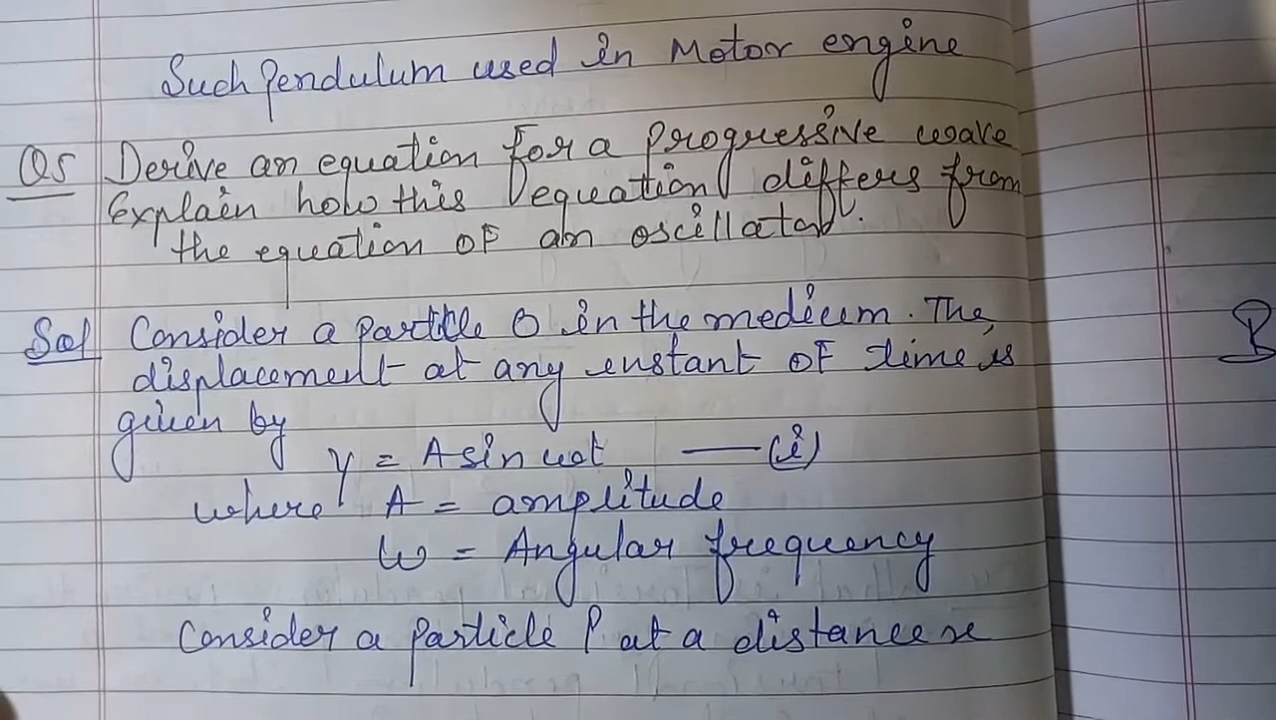 Such Pendulum used in Motor engine
Q5 Derive an equation for a progressive wave
Explain how this equation differs from
the equation of an oscillator.
Sol Consider a particle O in the medium. The
displacement at any instant of time is
given by
Y = A sin wt — (i)
where A = amplitude
ω = Angular frequency
Consider a particle P at a distance x